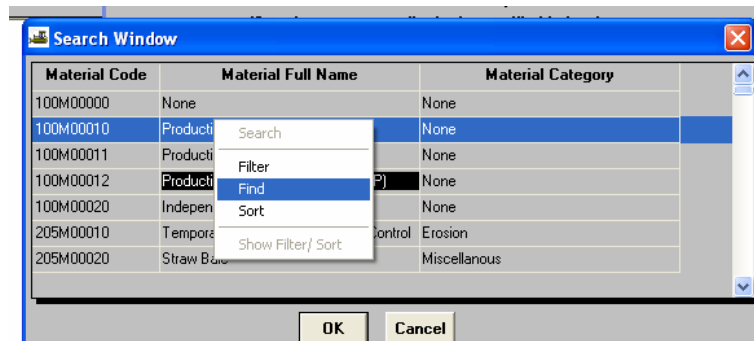 Search Window
Material Code Material Full Name Material Category
100M00000 None None
100M00010 Producti None
100M00011 Producti None
100M00012 Producti P) None
100M00020 Indepen None
205M00010 Tempora Control Erosion
205M00020 Straw Bale Miscellanous
Search
Filter
Find
Sort
Show Filter/ Sort
OK Cancel